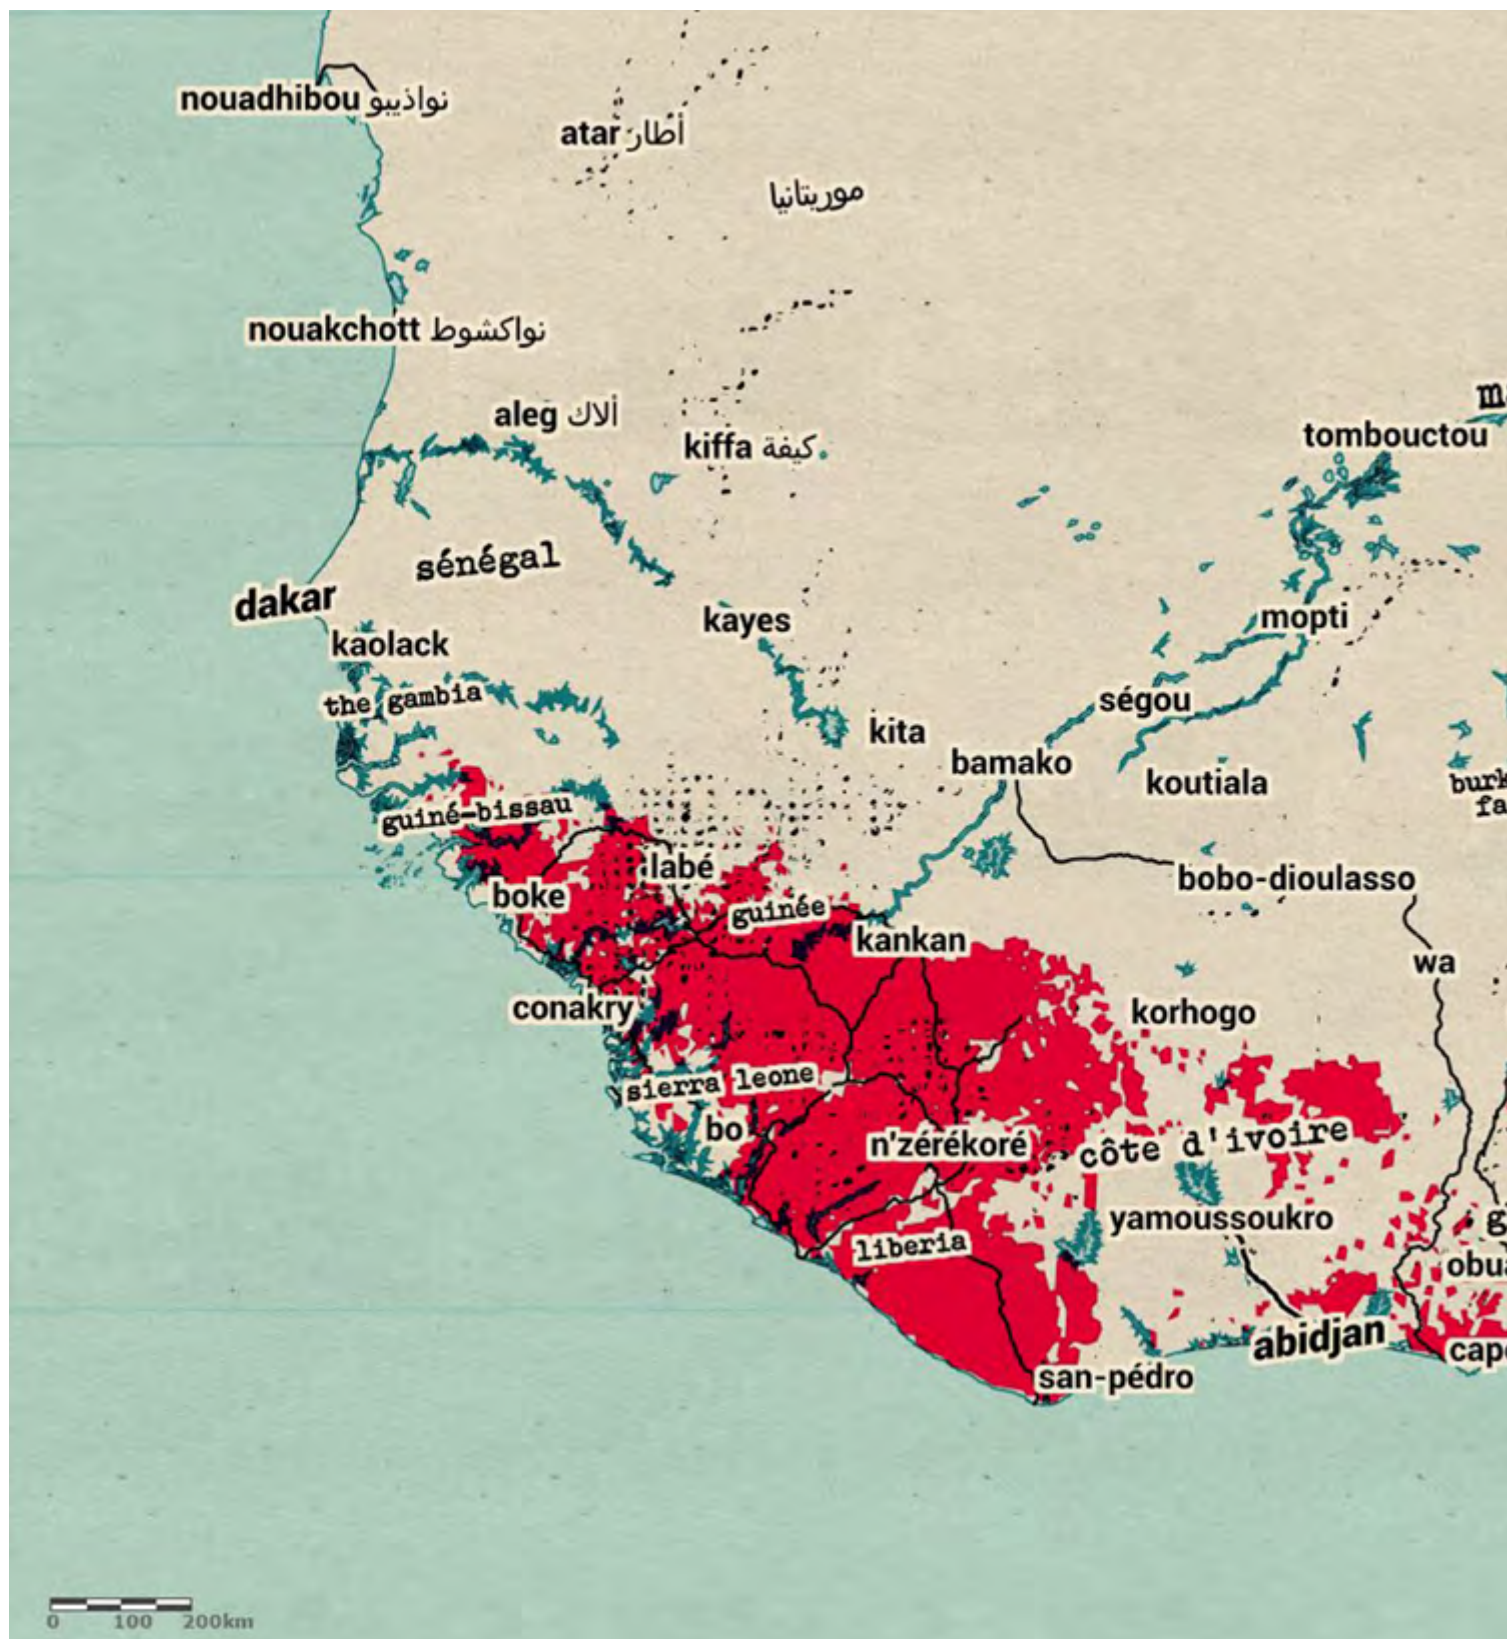 nouadhibou نواذيبو
atar أطار
موريتانيا
nouakchott نواكشوط
aleg ألاك
kiffa كيفة
tombouctou
sénégal
dakar
kayes
mopti
kaolack
the gambia
ségou
kita
bamako
koutiala
guiné-bissau
labé
bobo-dioulasso
boke
guinée
kankan
wa
conakry
korhogo
sierra leone
bo
n'zérékoré
côte d'ivoire
yamoussoukro
liberia
abidjan
san-pédro
0 100 200km